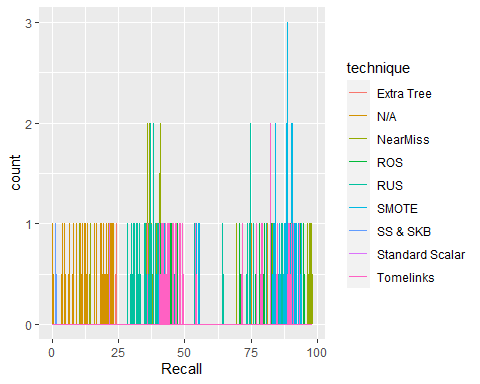 3
2
1
0
count
0
25
50
75
100
Recall
technique
Extra Tree
N/A
NearMiss
ROS
RUS
SMOTE
SS & SKB
Standard Scalar
Tomelinks